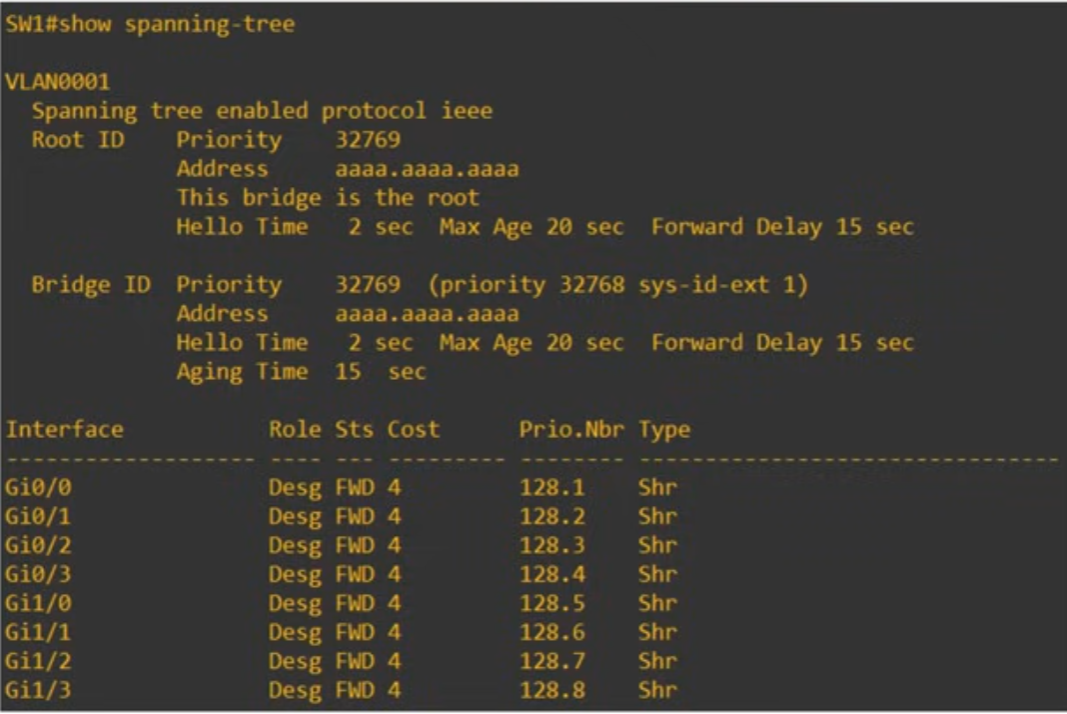 SW1#show spanning-tree
VLAN0001
Spanning tree enabled protocol ieee
Root ID Priority 32769
Address aaaa.aaaa.aaaa
This bridge is the root
Hello Time 2 sec Max Age 20 sec Forward Delay 15 sec
Bridge ID Priority 32769 (priority 32768 sys-id-ext 1)
Address aaaa.aaaa.aaaa
Hello Time 2 sec Max Age 20 sec Forward Delay 15 sec
Aging Time 15 sec
Interface Role Sts Cost Prio.Nbr Type
------------------- ---- --- --------- -------- --------------------------------
Gi0/0 Desg FWD 4 128.1 Shr
Gi0/1 Desg FWD 4 128.2 Shr
Gi0/2 Desg FWD 4 128.3 Shr
Gi0/3 Desg FWD 4 128.4 Shr
Gi1/0 Desg FWD 4 128.5 Shr
Gi1/1 Desg FWD 4 128.6 Shr
Gi1/2 Desg FWD 4 128.7 Shr
Gi1/3 Desg FWD 4 128.8 Shr